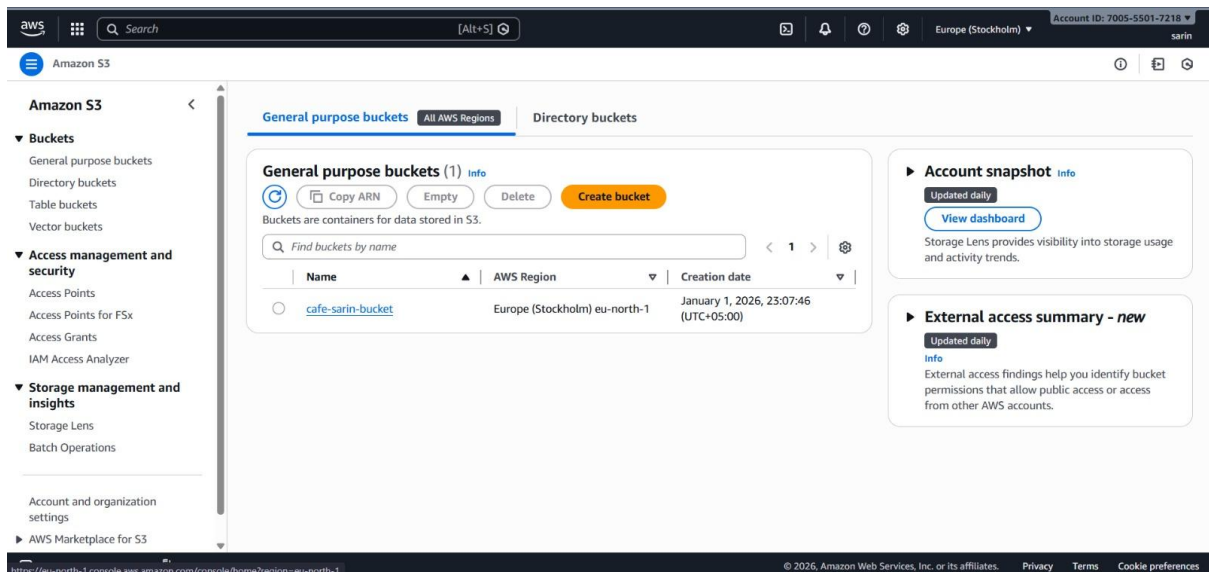 aws
Search
[Alt+S]
Europe (Stockholm)
Account ID: 7005-5501-7218
sarin
Amazon S3
Amazon S3
Buckets
General purpose buckets
Directory buckets
Table buckets
Vector buckets
Access management and
security
Access Points
Access Points for FSx
Access Grants
IAM Access Analyzer
Storage management and
insights
Storage Lens
Batch Operations
Account and organization
settings
AWS Marketplace for S3
General purpose buckets All AWS Regions Directory buckets
General purpose buckets (1) Info
Copy ARN Empty Delete Create bucket
Buckets are containers for data stored in S3.
Find buckets by name
1
Name AWS Region Creation date
cafe-sarin-bucket Europe (Stockholm) eu-north-1 January 1, 2026, 23:07:46
(UTC+05:00)
Account snapshot Info
Updated daily
View dashboard
Storage Lens provides visibility into storage usage
and activity trends.
External access summary - new
Updated daily
Info
External access findings help you identify bucket
permissions that allow public access or access
from other AWS accounts.
https://eu-north-1.console.aws.amazon.com/console/home?region=eu-north-1
© 2026, Amazon Web Services, Inc. or its affiliates. Privacy Terms Cookie preferences